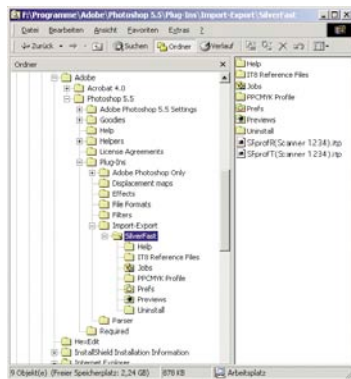 F:\Programme\Adobe\Photoshop 5.5\Plug-Ins\Import-Export\SilverFast
Datei Bearbeiten Ansicht Favoriten Extras ?
Zurück Suchen Ordner Verlauf
Ordner
Adobe
Acrobat 4.0
Photoshop 5.5
Adobe Photoshop 5.5 Settings
Goodies
Help
Helpers
License Agreements
Plug-Ins
Adobe Photoshop Only
Displacement maps
Effects
File Formats
Filters
Import-Export
SilverFast
Help
IT8 Reference Files
Jobs
PPCMYK Profile
Prefs
Previews
Uninstall
Parser
Required
HexEdit
InstallShield Installation Information
Internet Explorer
Help
IT8 Reference Files
Jobs
PPCMYK Profile
Prefs
Previews
Uninstall
SFprofR(Scanner 1234).rtp
SFprofT(Scanner 1234).rtp
9 Objekt(e) (Freier Speicherplatz: 2,24 GB) 878 KB Arbeitsplatz